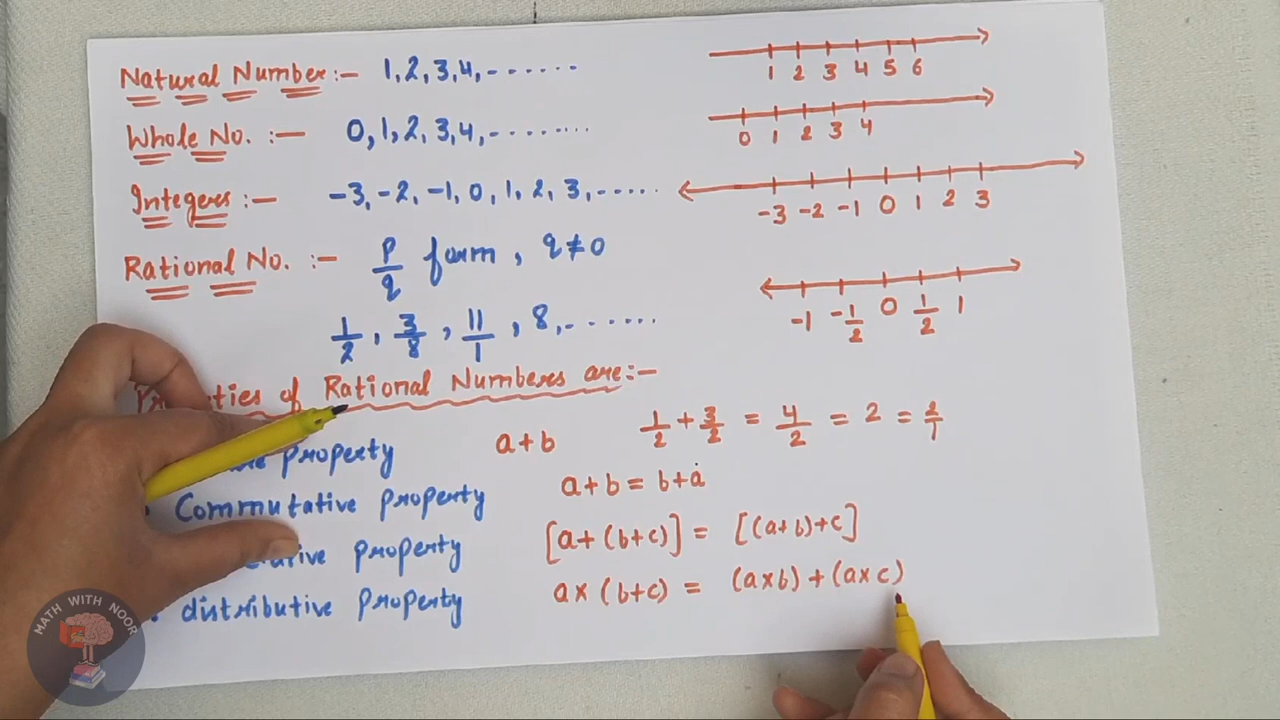 Natural Number:- 1,2,3,4,-------
1 2 3 4 5 6
Whole No. :- 0,1,2,3,4,--------
0 1 2 3 4
Integers :- -3,-2,-1,0,1,2,3,------
-3 -2 -1 0 1 2 3
Rational No. :- p/q form, q≠0
-1 -1/2 0 1/2 1
1/2, 3/8, 11/1, 8,-------
of Rational Numbers are:-
property a+b 1/2 + 3/2 = 4/2 = 2 = 2/1
Commutative property a+b = b+a
property [a+(b+c)] = [(a+b)+c]
distributive property a×(b+c) = (a×b)+(a×c)
MATH WITH NOOR